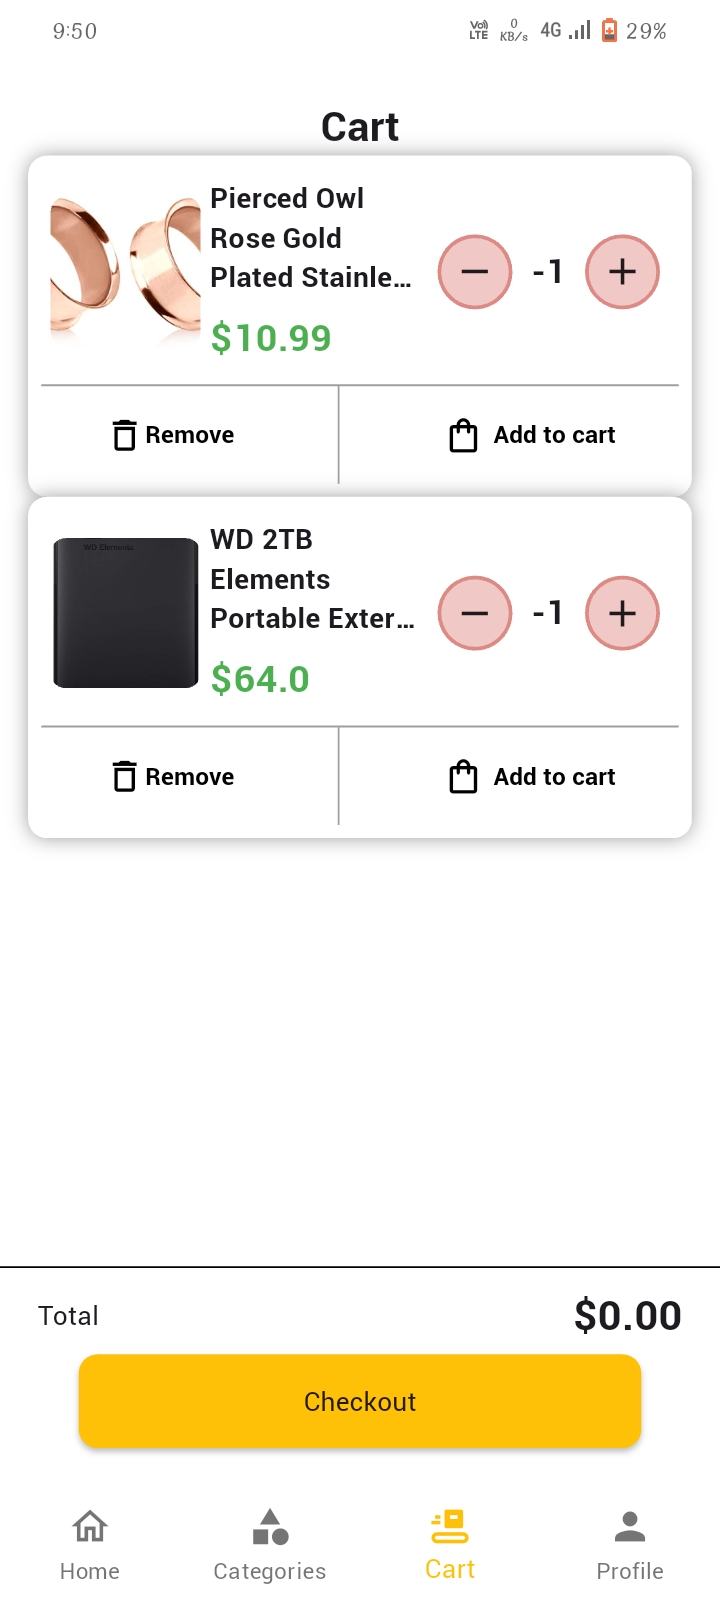 9:50
Vo) LTE
0 KB/s
4G
29%
Cart
Pierced Owl
Rose Gold
Plated Stainle...
-1
$10.99
Remove
Add to cart
WD Elements
WD 2TB
Elements
Portable Exter...
-1
$64.0
Remove
Add to cart
Total
$0.00
Checkout
Home
Categories
Cart
Profile